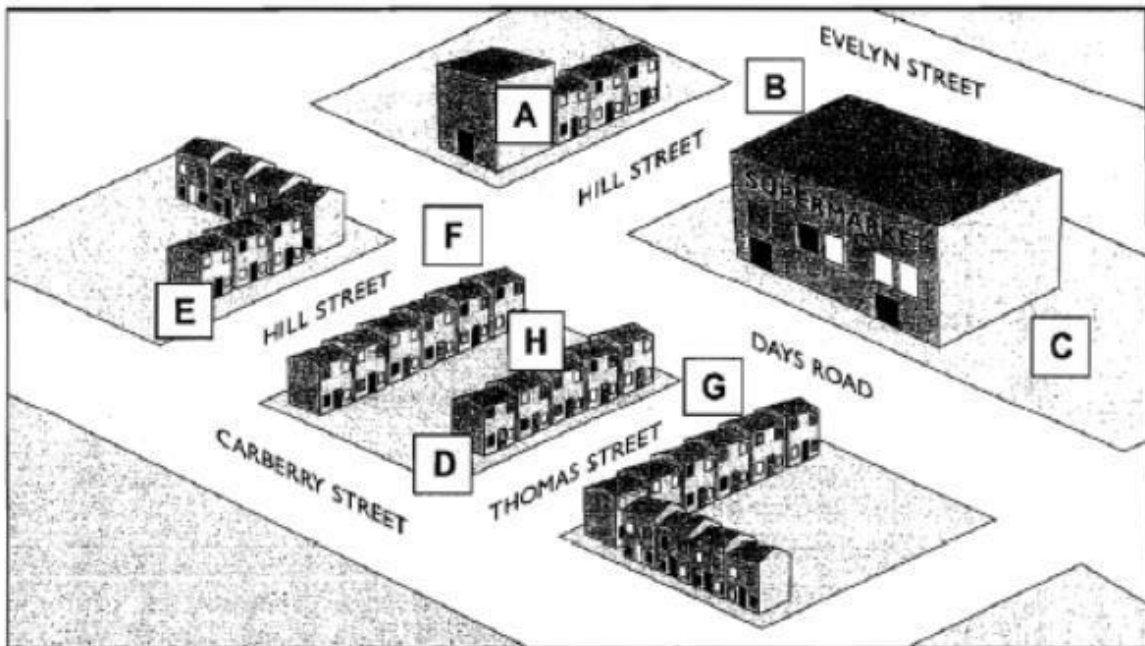 EVELYN STREET
B
A
HILL STREET
SUPERMARKET
F
E
HILL STREET
H
C
DAYS ROAD
G
D
THOMAS STREET
CARBERRY STREET